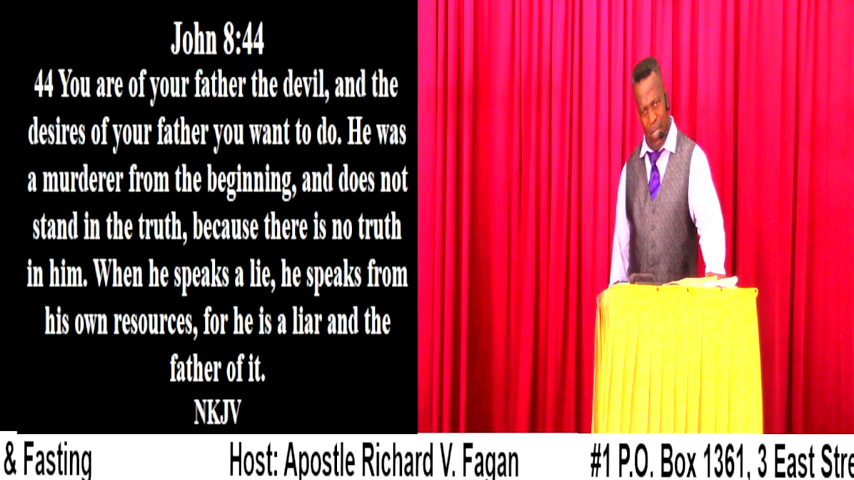 John 8:44
44 You are of your father the devil, and the
desires of your father you want to do. He was
a murderer from the beginning, and does not
stand in the truth, because there is no truth
in him. When he speaks a lie, he speaks from
his own resources, for he is a liar and the
father of it.
NKJV
& Fasting Host: Apostle Richard V. Fagan #1 P.O. Box 1361, 3 East Stre